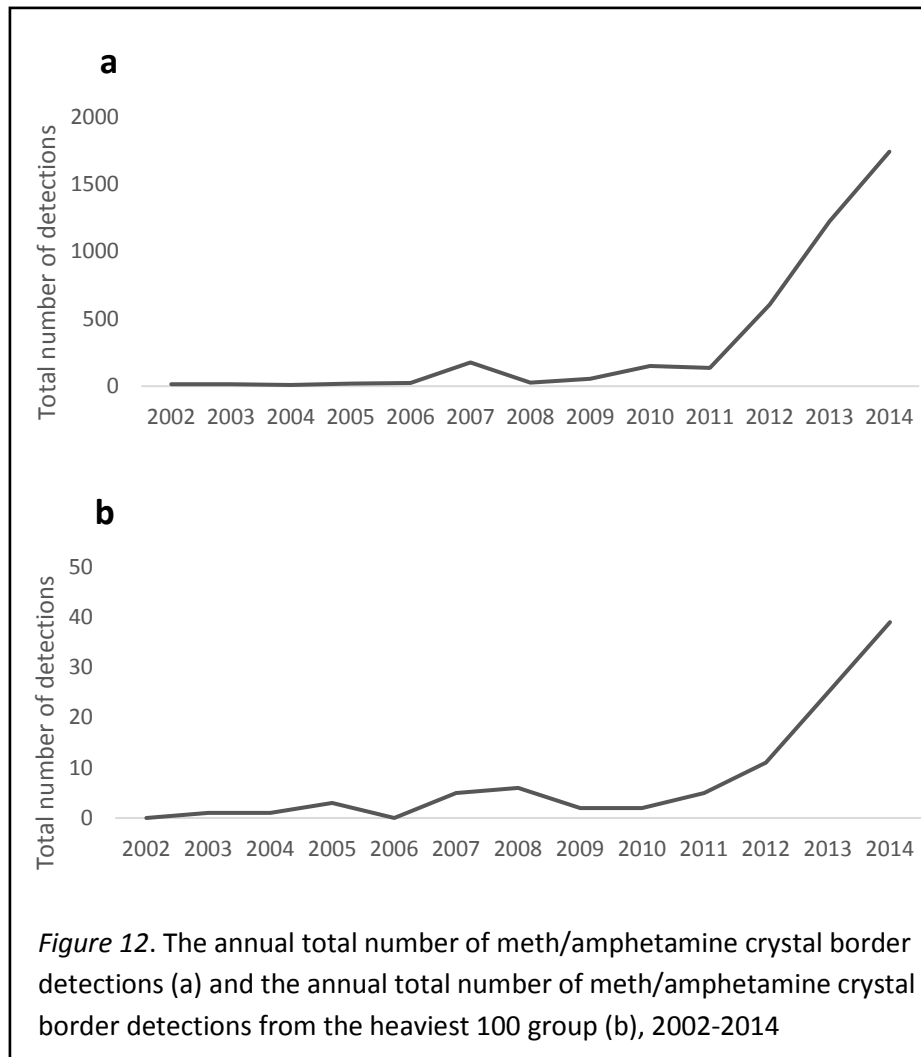 a
Total number of detections
2000
1500
1000
500
0
2002 2003 2004 2005 2006 2007 2008 2009 2010 2011 2012 2013 2014
b
Total number of detections
50
40
30
20
10
0
2002 2003 2004 2005 2006 2007 2008 2009 2010 2011 2012 2013 2014
Figure 12. The annual total number of meth/amphetamine crystal border
detections (a) and the annual total number of meth/amphetamine crystal
border detections from the heaviest 100 group (b), 2002-2014